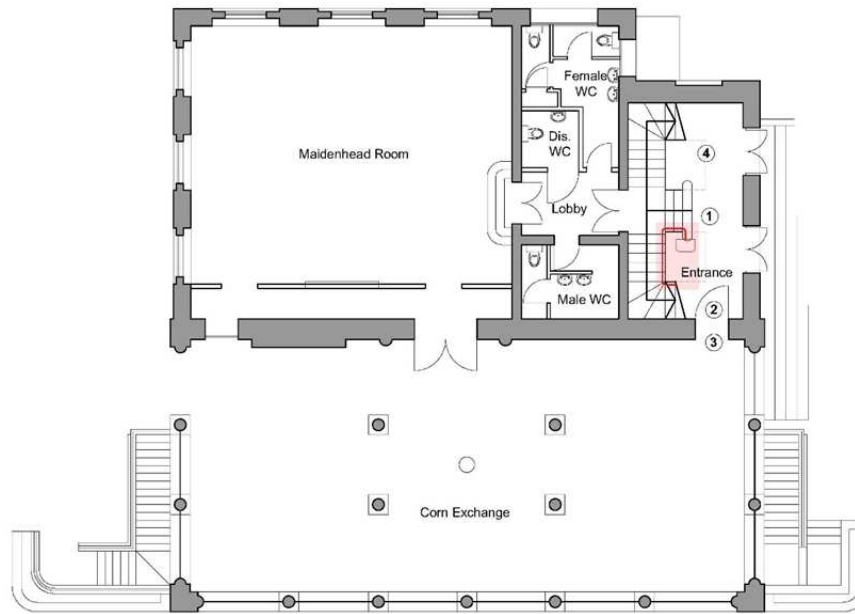 Female
WC
Dis.
WC
4
Maidenhead Room
Lobby
1
Entrance
Male WC
2
3
Corn Exchange